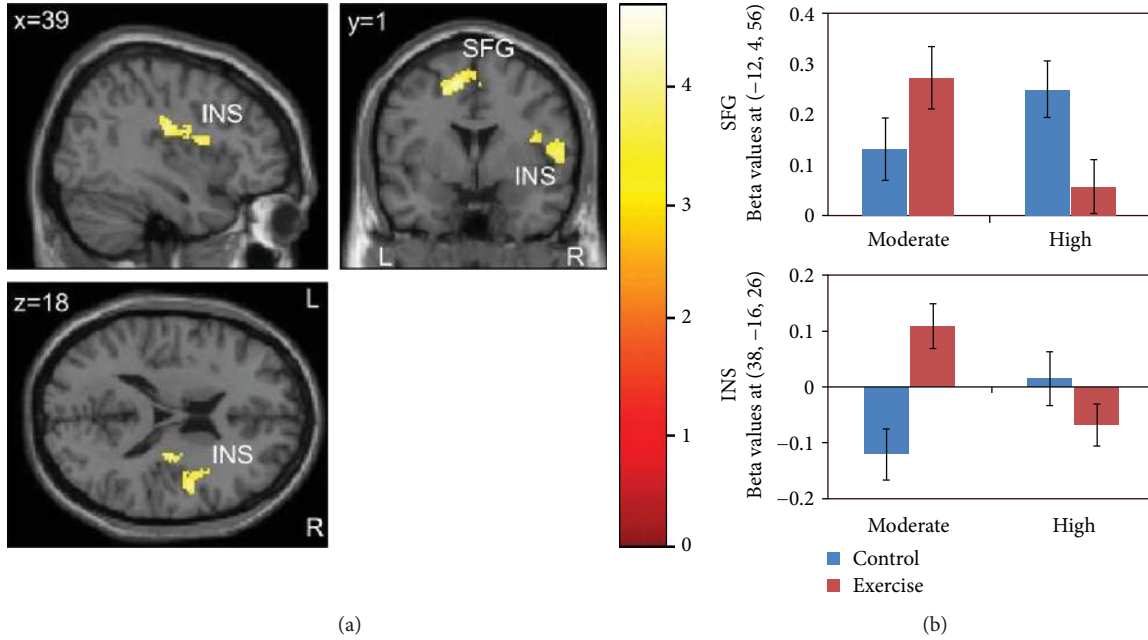 x=39
INS
y=1
SFG
INS
L
R
z=18
L
INS
R
4
3
2
1
0
(a)
SFG
Beta values at (−12, 4, 56)
0.4
0.3
0.2
0.1
0
Moderate
High
INS
Beta values at (38, −16, 26)
0.2
0.1
0
−0.1
−0.2
Moderate
High
Control
Exercise
(b)